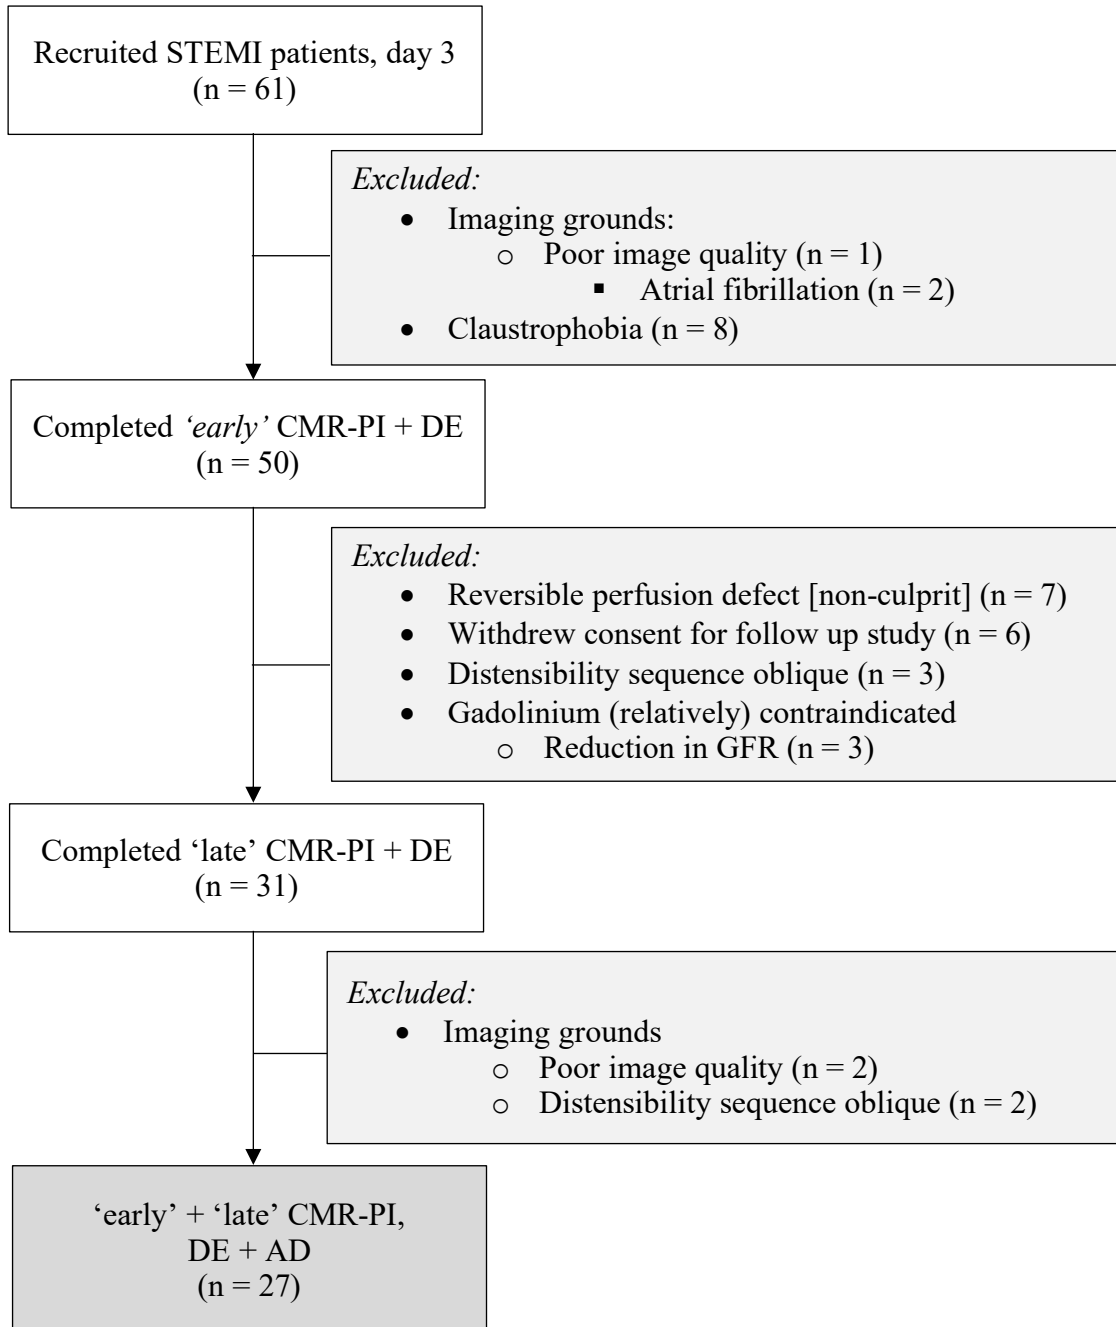 Recruited STEMI patients, day 3
(n = 61)
Excluded:
• Imaging grounds:
o Poor image quality (n = 1)
▪ Atrial fibrillation (n = 2)
• Claustrophobia (n = 8)
Completed ‘early’ CMR-PI + DE
(n = 50)
Excluded:
• Reversible perfusion defect [non-culprit] (n = 7)
• Withdrew consent for follow up study (n = 6)
• Distensibility sequence oblique (n = 3)
• Gadolinium (relatively) contraindicated
o Reduction in GFR (n = 3)
Completed ‘late’ CMR-PI + DE
(n = 31)
Excluded:
• Imaging grounds
o Poor image quality (n = 2)
o Distensibility sequence oblique (n = 2)
‘early’ + ‘late’ CMR-PI,
DE + AD
(n = 27)